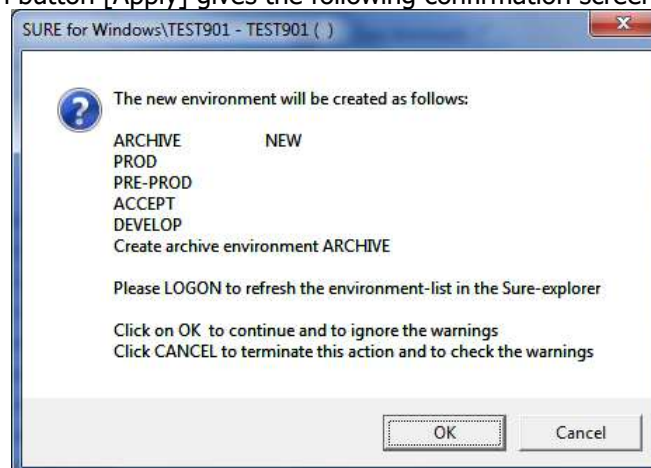 button [Apply] gives the following confirmation
SURE for Windows\TEST901 - TEST901 ( )
The new environment will be created as follows:
ARCHIVE NEW
PROD
PRE-PROD
ACCEPT
DEVELOP
Create archive environment ARCHIVE
Please LOGON to refresh the environment-list in the Sure-explorer
Click on OK to continue and to ignore the warnings
Click CANCEL to terminate this action and to check the warnings
OK Cancel